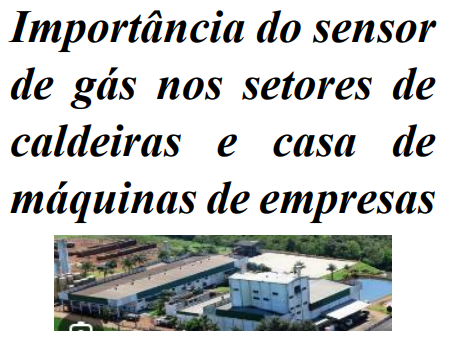 Importância do sensor
de gás nos setores de
caldeiras e casa de
máquinas de empresas